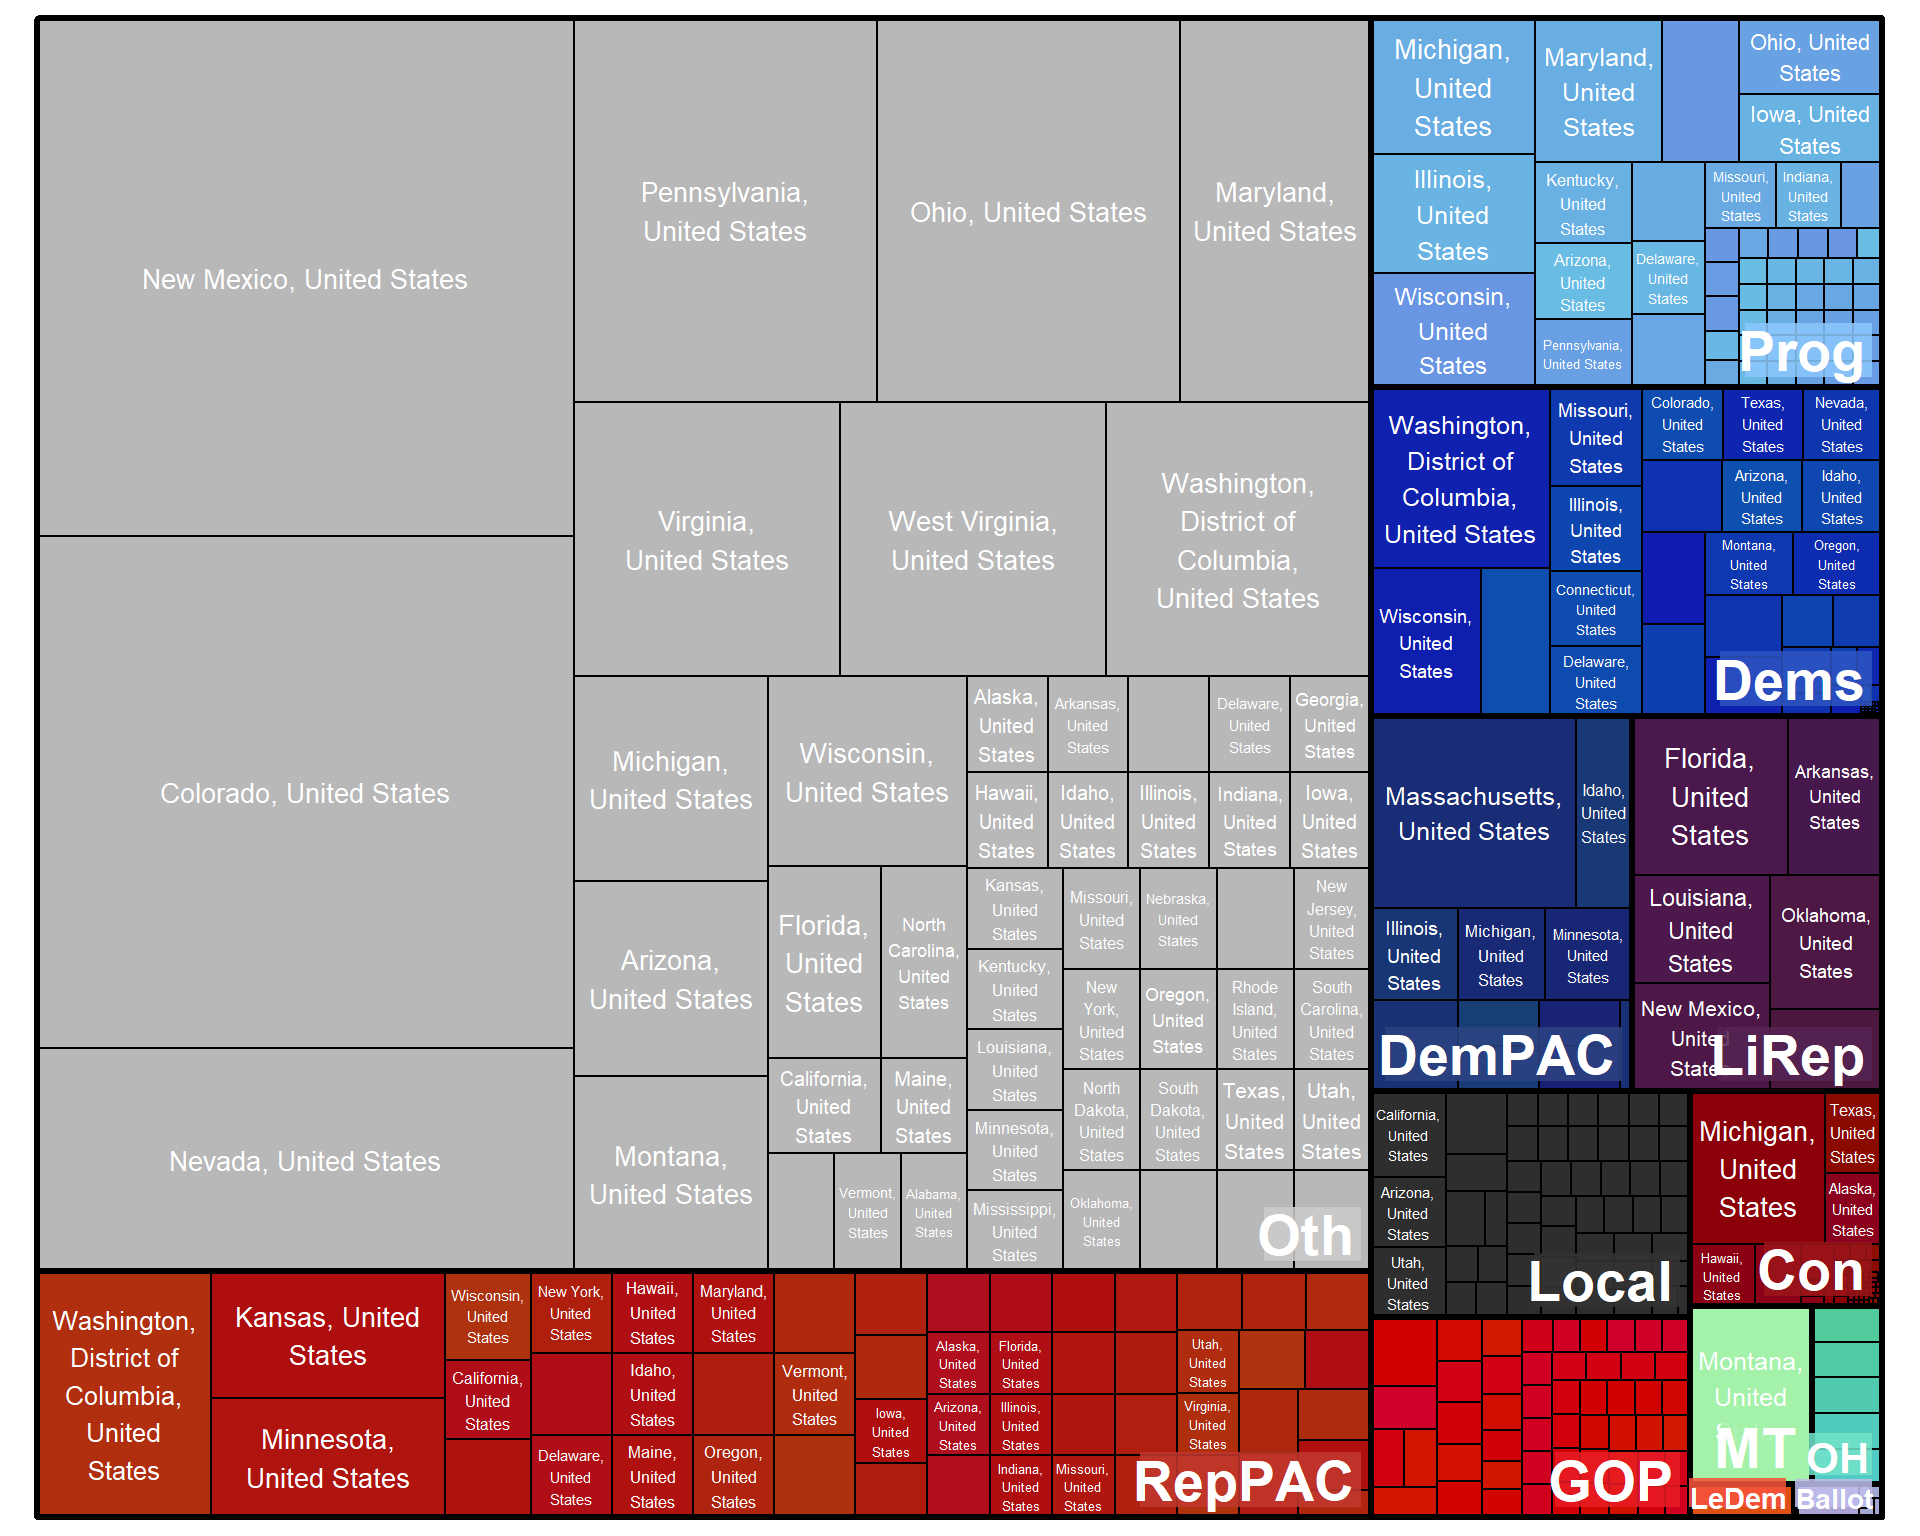 New Mexico, United States
Colorado, United States
Nevada, United States
Pennsylvania,
United States
Ohio, United States
Maryland,
United States
Virginia,
United States
West Virginia,
United States
Washington,
District of
Columbia,
United States
Michigan,
United States
Arizona,
United States
Montana,
United States
Wisconsin,
United States
Florida,
United
States
North
Carolina,
United
States
California,
United
States
Maine,
United
States
Vermont,
United
States
Alabama,
United
States
Alaska,
United
States
Arkansas,
United
States
Delaware,
United
States
Georgia,
United
States
Hawaii,
United
States
Idaho,
United
States
Illinois,
United
States
Indiana,
United
States
Iowa,
United
States
Kansas,
United
States
Kentucky,
United
States
Louisiana,
United
States
Minnesota,
United
States
Mississippi,
United
States
Missouri,
United
States
Nebraska,
United
States
New
Jersey,
United
States
New
York,
United
States
Oregon,
United
States
Rhode
Island,
United
States
South
Carolina,
United
States
North
Dakota,
United
States
South
Dakota,
United
States
Texas,
United
States
Utah,
United
States
Oklahoma,
United
States
Oth
Washington,
District of
Columbia,
United
States
Kansas, United
States
Minnesota,
United States
Wisconsin,
United
States
California,
United
States
New York,
United
States
Delaware,
United
States
Hawaii,
United
States
Idaho,
United
States
Maine,
United
States
Maryland,
United
States
Oregon,
United
States
Vermont,
United
States
Iowa,
United
States
Alaska,
United
States
Arizona,
United
States
Florida,
United
States
Illinois,
United
States
Indiana,
United
States
Missouri,
United
States
Utah,
United
States
Virginia,
United
States
RepPAC
Michigan,
United
States
Illinois,
United
States
Wisconsin,
United
States
Maryland,
United
States
Ohio, United
States
Iowa, United
States
Kentucky,
United
States
Arizona,
United
States
Pennsylvania,
United States
Delaware,
United
States
Missouri,
United
States
Indiana,
United
States
Prog
Washington,
District of
Columbia,
United States
Wisconsin,
United
States
Missouri,
United
States
Illinois,
United
States
Connecticut,
United
States
Delaware,
United
States
Colorado,
United
States
Texas,
United
States
Nevada,
United
States
Arizona,
United
States
Idaho,
United
States
Montana,
United
States
Oregon,
United
States
Dems
Massachusetts,
United States
Idaho,
United
States
Illinois,
United
States
Michigan,
United
States
Minnesota,
United
States
DemPAC
Florida,
United
States
Arkansas,
United
States
Louisiana,
United
States
Oklahoma,
United
States
New Mexico,
United
States
LiRep
California,
United
States
Arizona,
United
States
Utah,
United
States
Local
Michigan,
United
States
Texas,
United
States
Alaska,
United
States
Hawaii,
United
States
Con
GOP
Montana,
United
MT
OH
LeDem
Ballot